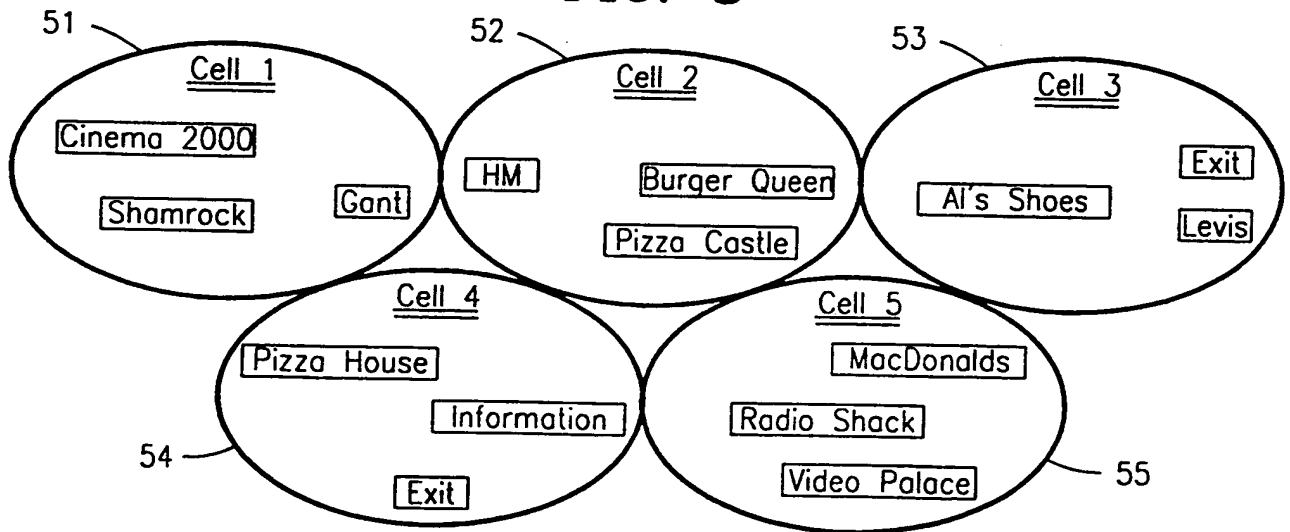 51
52
53
Cell 1
Cinema 2000
Shamrock
Gant
Cell 2
HM
Burger Queen
Pizza Castle
Cell 3
Exit
Al's Shoes
Levis
Cell 4
Pizza House
Information
Exit
54
Cell 5
MacDonalds
Radio Shack
Video Palace
55